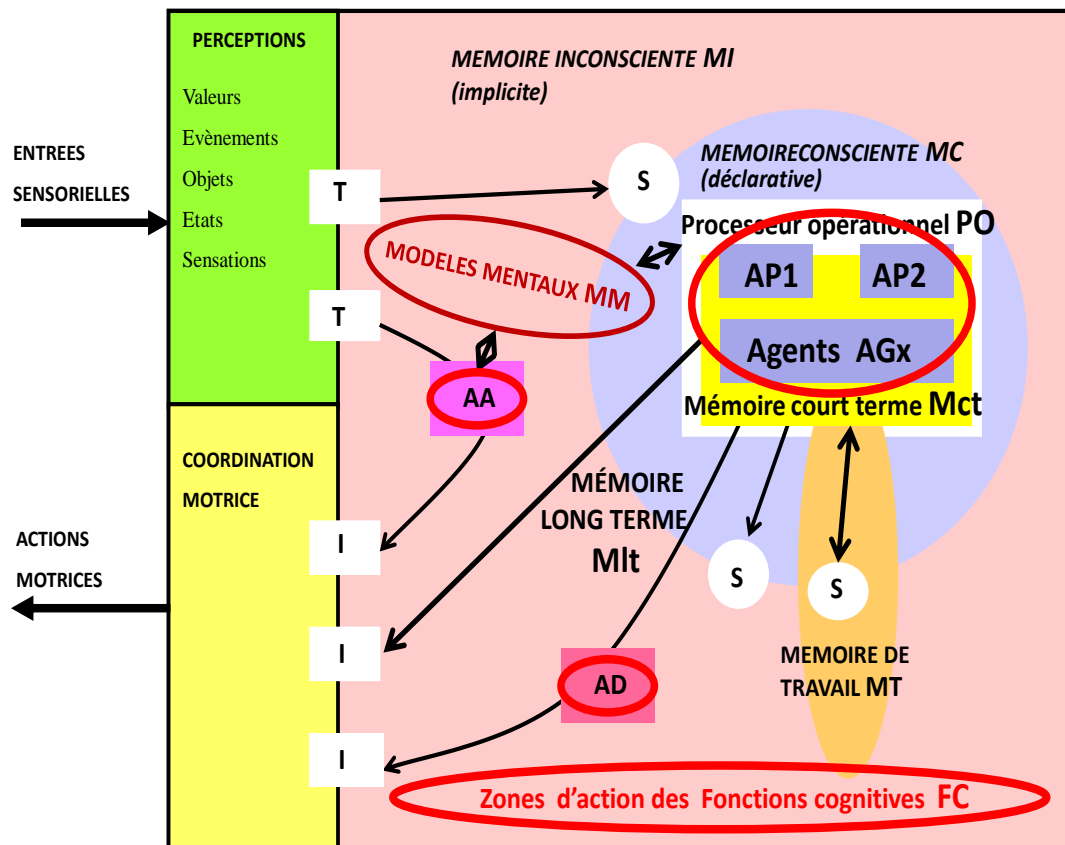 PERCEPTIONS
Valeurs
Evènements
Objets
Etats
Sensations
ENTREES
SENSORIELLES
MEMOIRE INCONSCIENTE MI
(implicite)
T
S
MEMOIRECONSCIENTE MC
(déclarative)
Processeur opérationnel PO
AP1
AP2
Agents AGx
Mémoire court terme Mct
MODELES MENTAUX MM
T
AA
COORDINATION
MOTRICE
ACTIONS
MOTRICES
I
I
I
MÉMOIRE
LONG TERME
Mlt
S
S
AD
MEMOIRE DE
TRAVAIL MT
Zones d'action des Fonctions cognitives FC